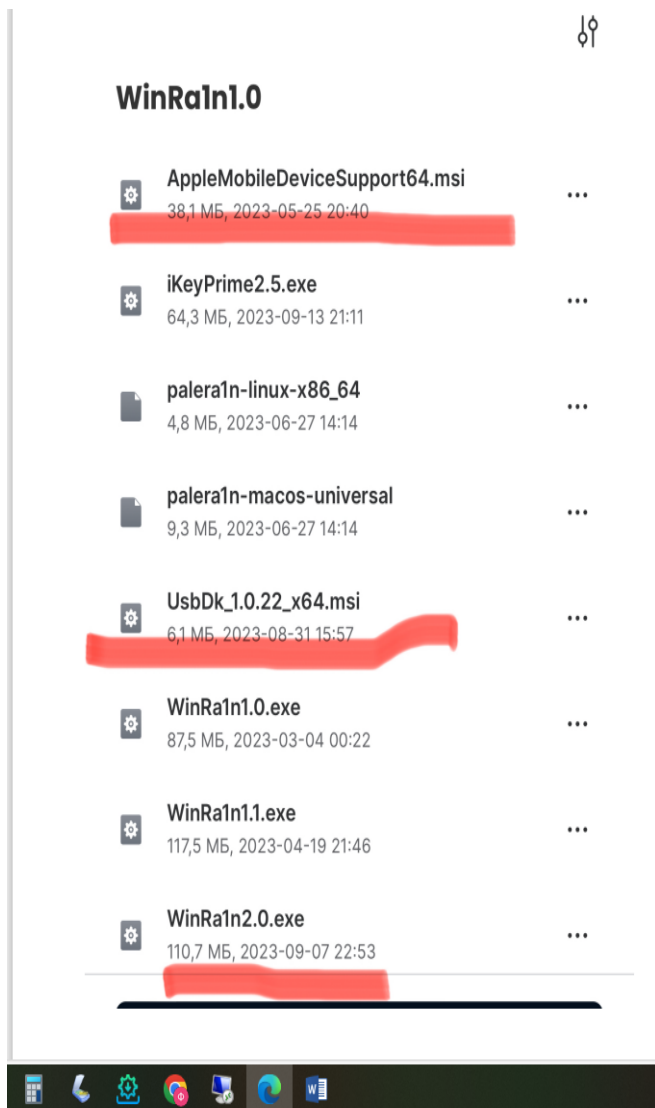 WinRa1n1.0
AppleMobileDeviceSupport64.msi
38,1 МБ, 2023-05-25 20:40
iKeyPrime2.5.exe
64,3 МБ, 2023-09-13 21:11
palera1n-linux-x86_64
4,8 МБ, 2023-06-27 14:14
palera1n-macos-universal
9,3 МБ, 2023-06-27 14:14
UsbDk_1.0.22_x64.msi
6,1 МБ, 2023-08-31 15:57
WinRa1n1.0.exe
87,5 МБ, 2023-03-04 00:22
WinRa1n1.1.exe
117,5 МБ, 2023-04-19 21:46
WinRa1n2.0.exe
110,7 МБ, 2023-09-07 22:53